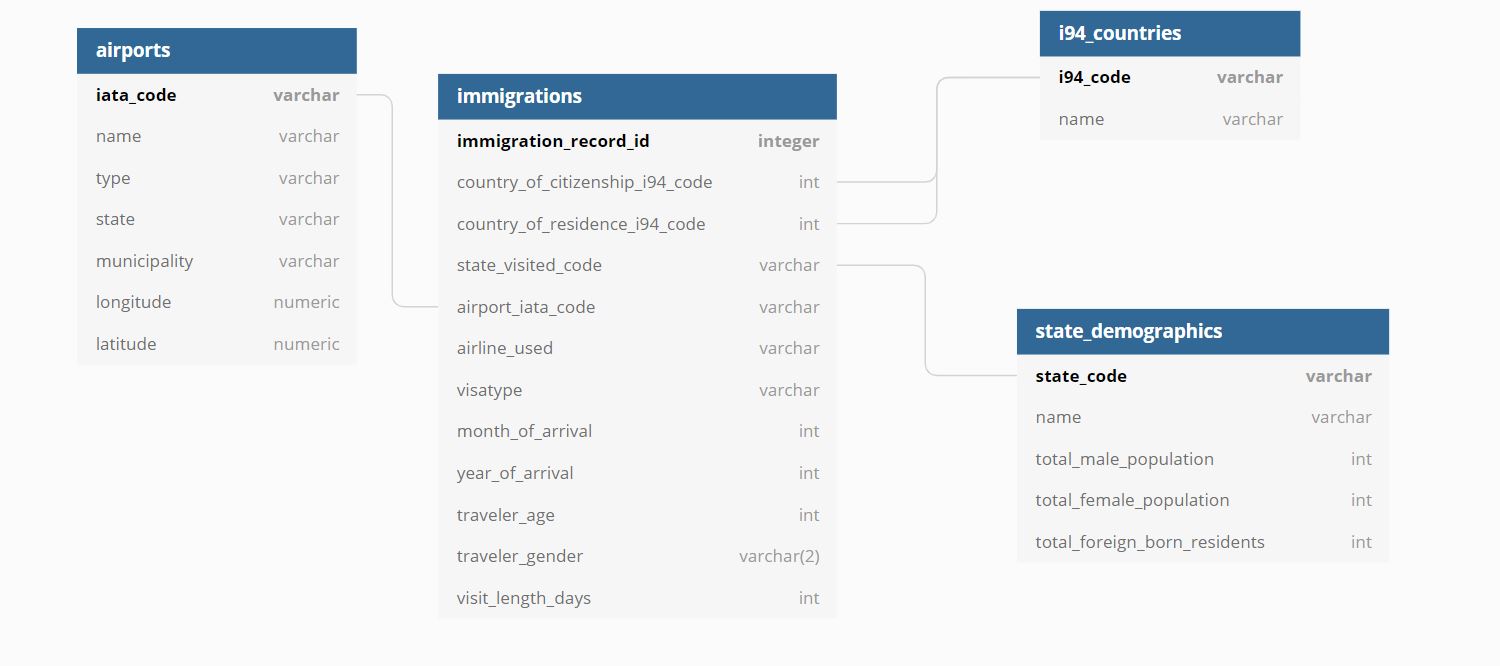 airports
iata_code varchar
name varchar
type varchar
state varchar
municipality varchar
longitude numeric
latitude numeric
immigrations
immigration_record_id integer
country_of_citizenship_i94_code int
country_of_residence_i94_code int
state_visited_code varchar
airport_iata_code varchar
airline_used varchar
visatype varchar
month_of_arrival int
year_of_arrival int
traveler_age int
traveler_gender varchar(2)
visit_length_days int
i94_countries
i94_code varchar
name varchar
state_demographics
state_code varchar
name varchar
total_male_population int
total_female_population int
total_foreign_born_residents int